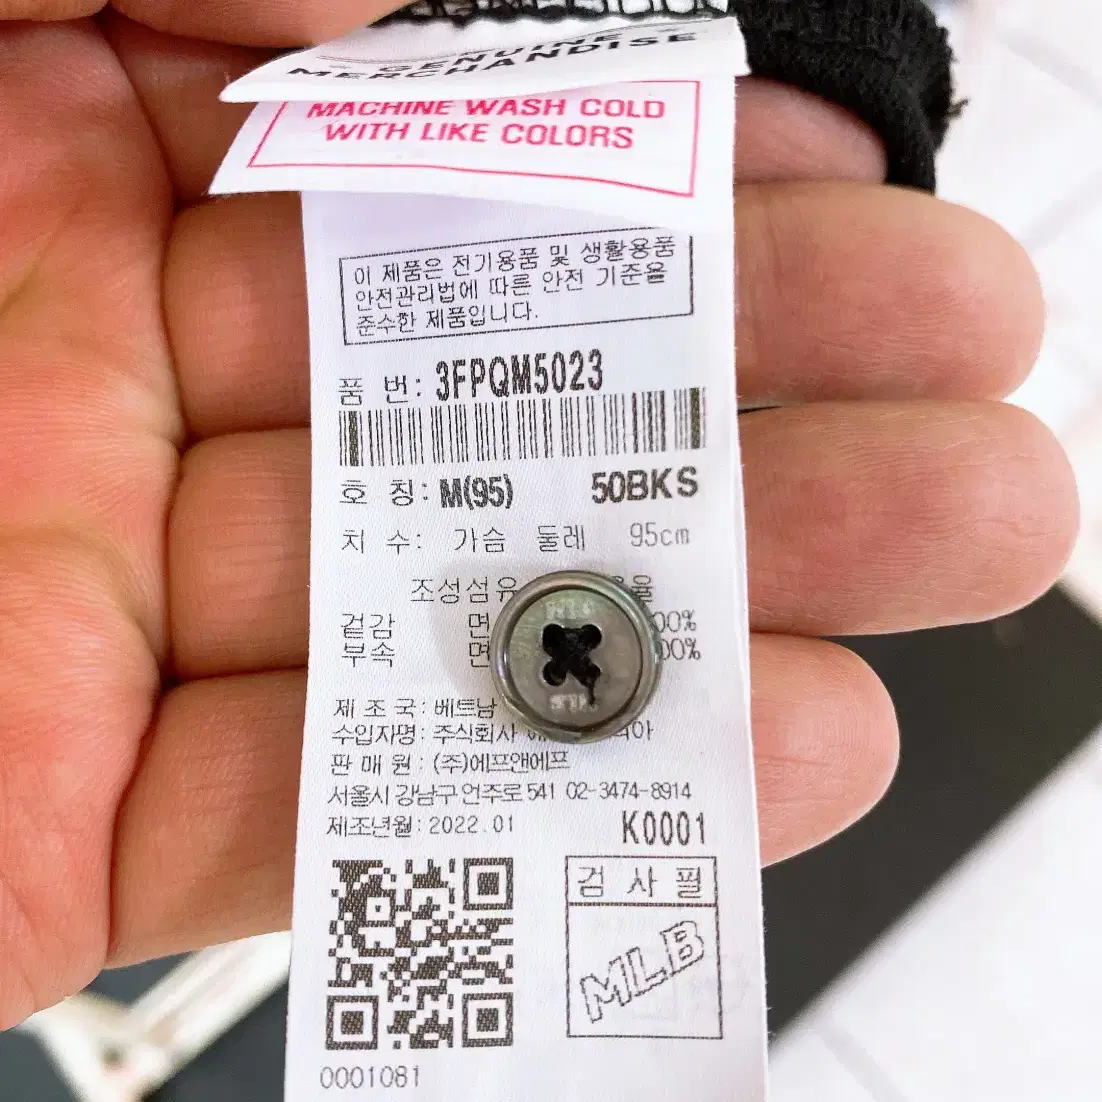 GENUINE
MERCHANDISE
MACHINE WASH COLD
WITH LIKE COLORS
이 제품은 전기용품 및 생활용품
안전관리법에 따른 안전 기준을
준수한 제품입니다.
품 번: 3FPQM5023
호 칭: M(95) 50BKS
치 수: 가슴 둘레 95cm
조성섬유
겉감 면
부속 면
제 조 국: 베트남
수입자명: 주식회사
판 매 원: (주)에프앤에프
서울시 강남구 언주로 541 02-3474-8914
제조년월: 2022.01 K0001
검 사 필
MLB
0001081